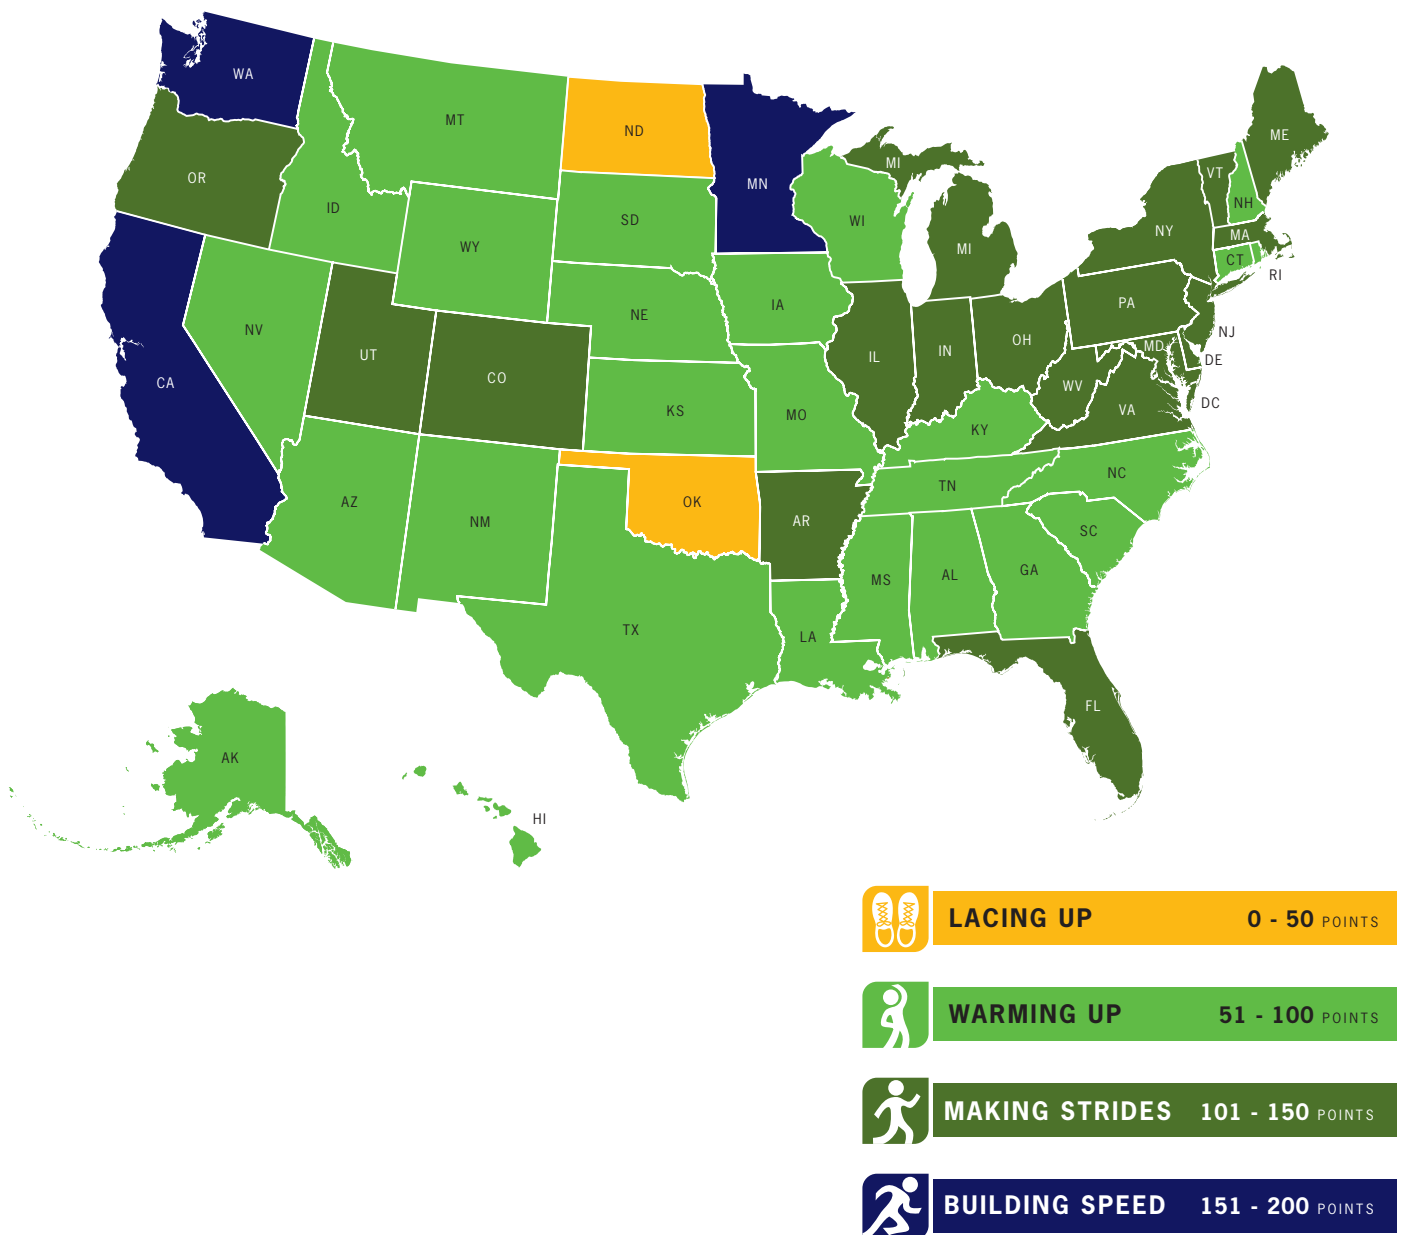 WA
MT
ND
MN
ME
OR
ID
WY
SD
WI
MI
MI
VT
NH
NY
MA
CT
RI
NV
UT
CO
NE
IA
IL
IN
OH
PA
NJ
MD
DE
DC
CA
KS
MO
KY
WV
VA
AZ
NM
OK
AR
TN
NC
SC
TX
LA
MS
AL
GA
FL
AK
HI
LACING UP 0 - 50 POINTS
WARMING UP 51 - 100 POINTS
MAKING STRIDES 101 - 150 POINTS
BUILDING SPEED 151 - 200 POINTS